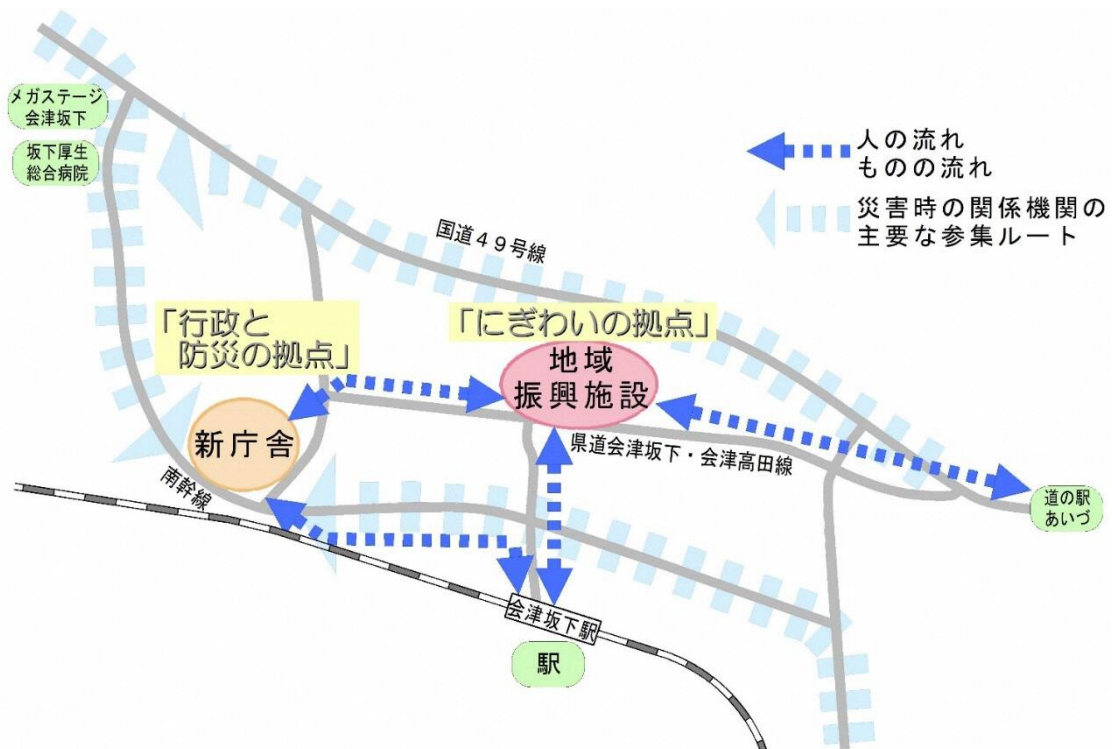 メガステージ
会津坂下
坂下厚生
総合病院
人の流れ
ものの流れ
災害時の関係機関の
主要な参集ルート
国道49号線
「行政と
防災の拠点」
「にぎわいの拠点」
地域
振興施設
新庁舎
県道会津坂下・会津高田線
南幹線
道の駅
あいづ
会津坂下駅
駅